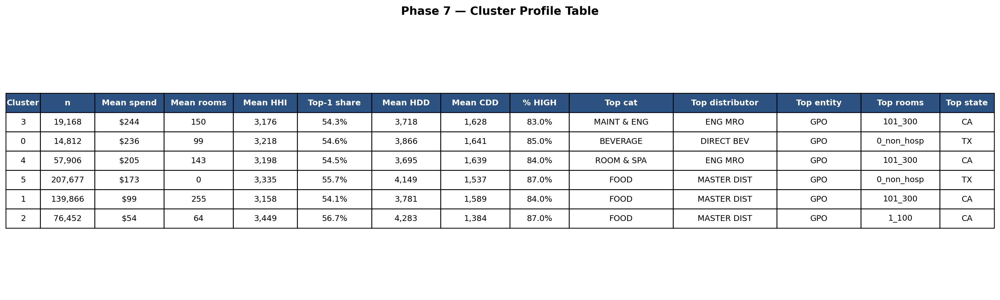 Phase 7 — Cluster Profile Table
Cluster n Mean spend Mean rooms Mean HHI Top-1 share Mean HDD Mean CDD % HIGH Top cat Top distributor Top entity Top rooms Top state
3 19,168 $244 150 3,176 54.3% 3,718 1,628 83.0% MAINT & ENG ENG MRO GPO 101_300 CA
0 14,812 $236 99 3,218 54.6% 3,866 1,641 85.0% BEVERAGE DIRECT BEV GPO 0_non_hosp TX
4 57,906 $205 143 3,198 54.5% 3,695 1,639 84.0% ROOM & SPA ENG MRO GPO 101_300 CA
5 207,677 $173 0 3,335 55.7% 4,149 1,537 87.0% FOOD MASTER DIST GPO 0_non_hosp TX
1 139,866 $99 255 3,158 54.1% 3,781 1,589 84.0% FOOD MASTER DIST GPO 101_300 CA
2 76,452 $54 64 3,449 56.7% 4,283 1,384 87.0% FOOD MASTER DIST GPO 1_100 CA